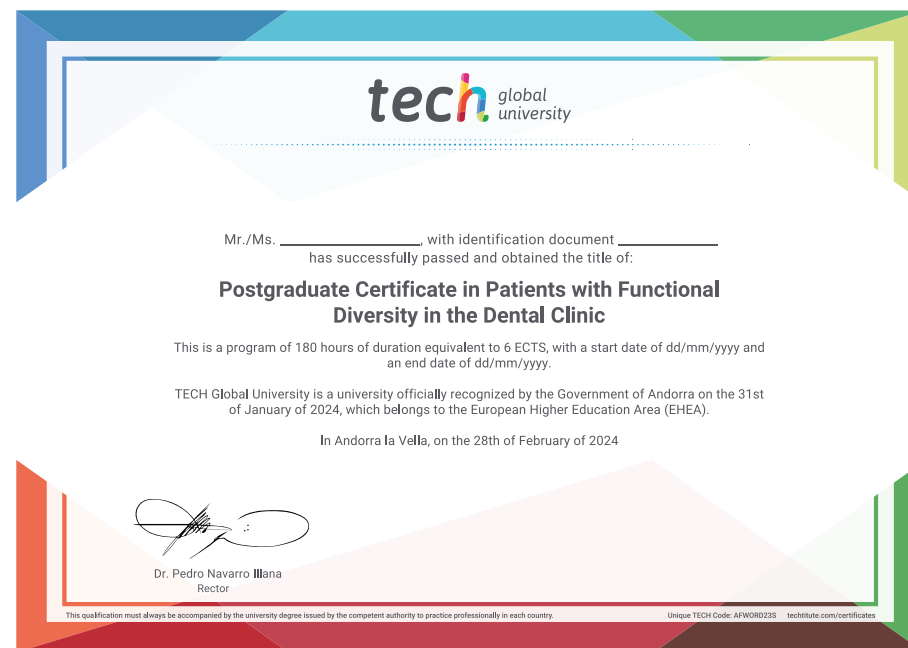 tech global
university
Mr./Ms. ____________________, with identification document ______________
has successfully passed and obtained the title of:
Postgraduate Certificate in Patients with Functional
Diversity in the Dental Clinic
This is a program of 180 hours of duration equivalent to 6 ECTS, with a start date of dd/mm/yyyy and
an end date of dd/mm/yyyy.
TECH Global University is a university officially recognized by the Government of Andorra on the 31st
of January of 2024, which belongs to the European Higher Education Area (EHEA).
In Andorra la Vella, on the 28th of February of 2024
Dr. Pedro Navarro Illana
Rector
This qualification must always be accompanied by the university degree issued by the competent authority to practice professionally in each country. Unique TECH Code: AFWORD23S techtitute.com/certificates